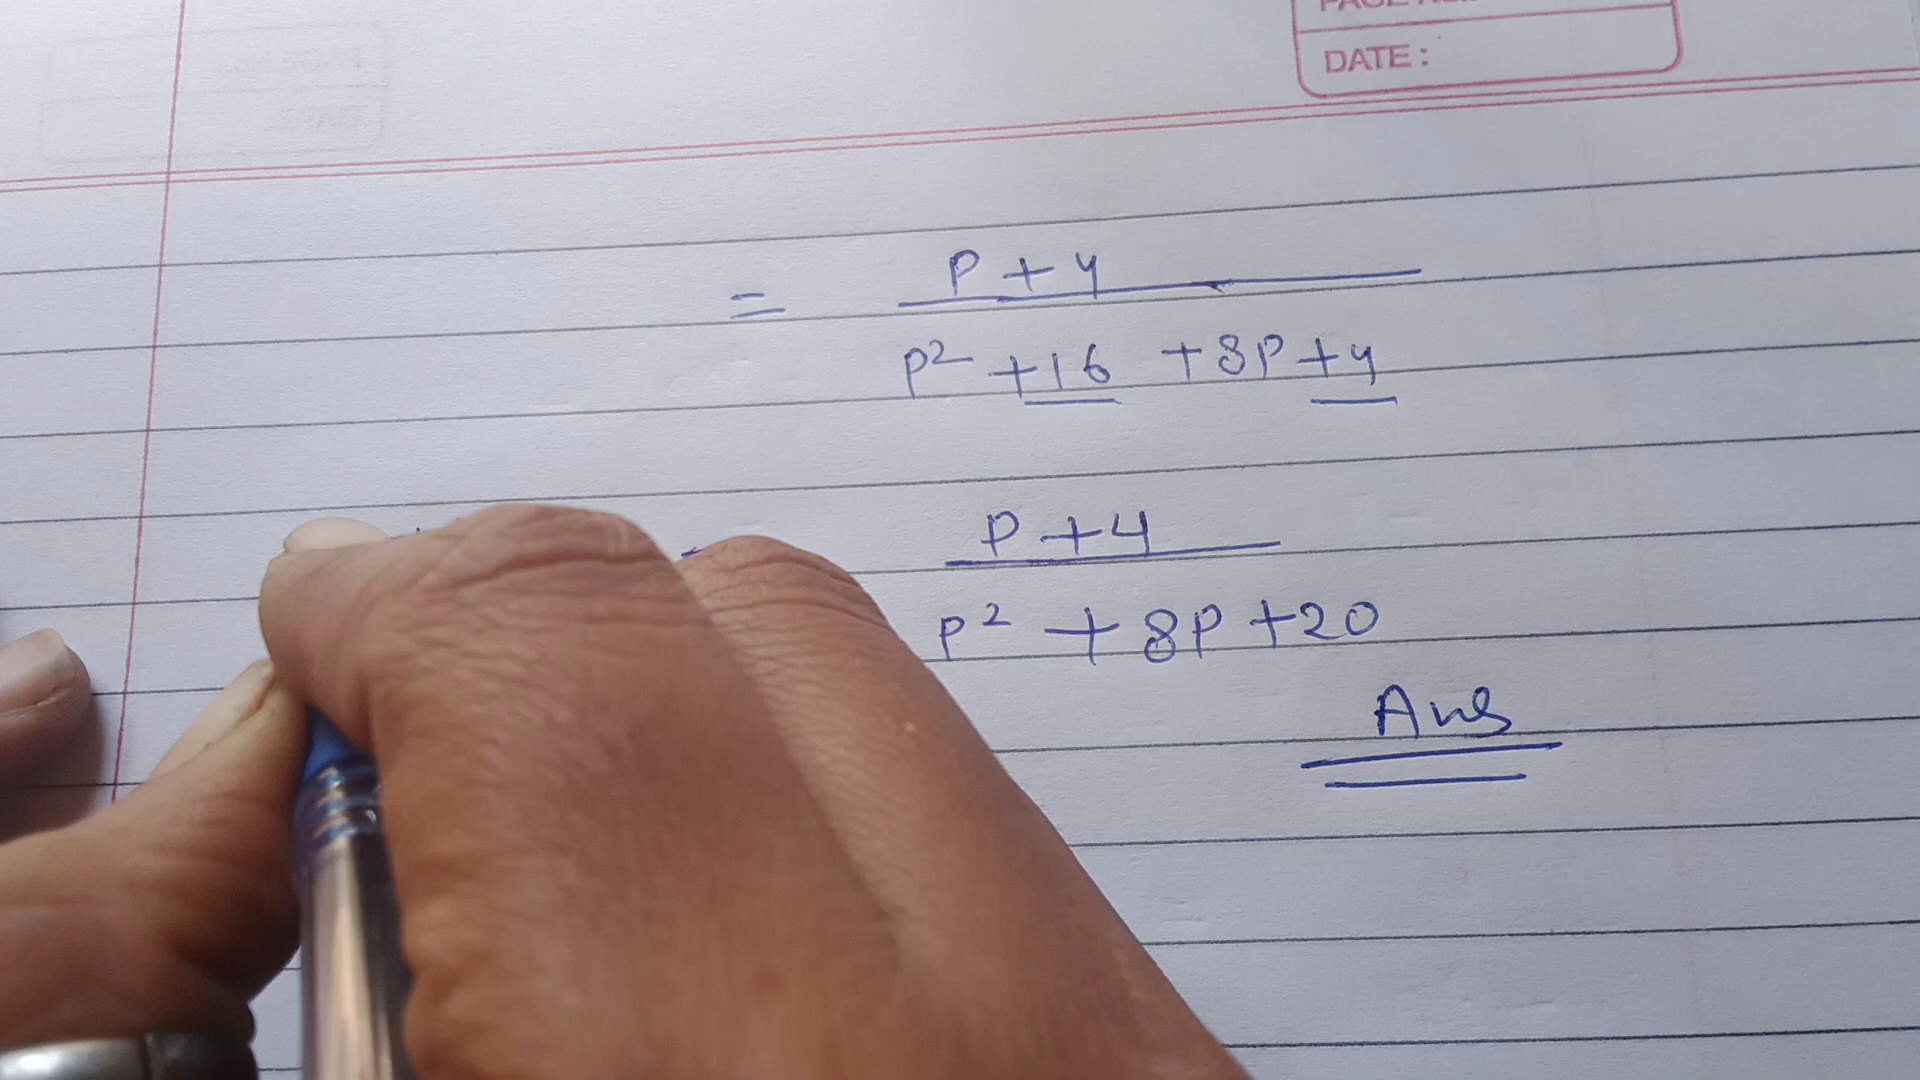 DATE :
= P + 4
p² + 16 + 8p + 4
P + 4
p² + 8p + 20
Ans